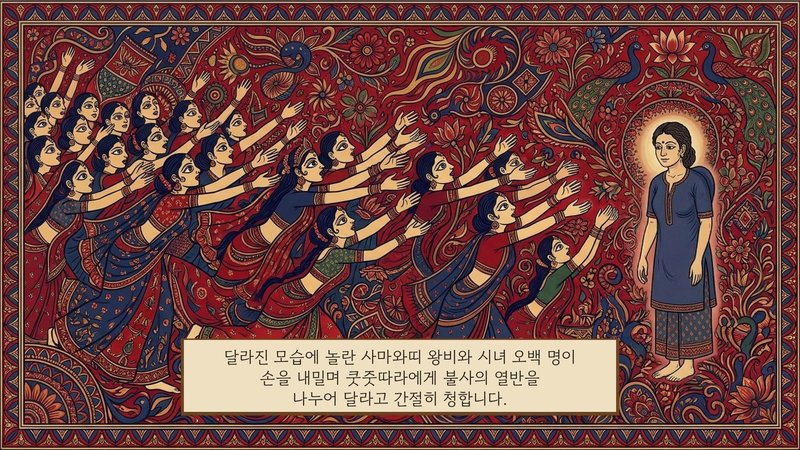 달라진 모습에 놀란 사마와띠 왕비와 시녀 오백 명이
손을 내밀며 쿳줏따라에게 불사의 열반을
나누어 달라고 간절히 청합니다.